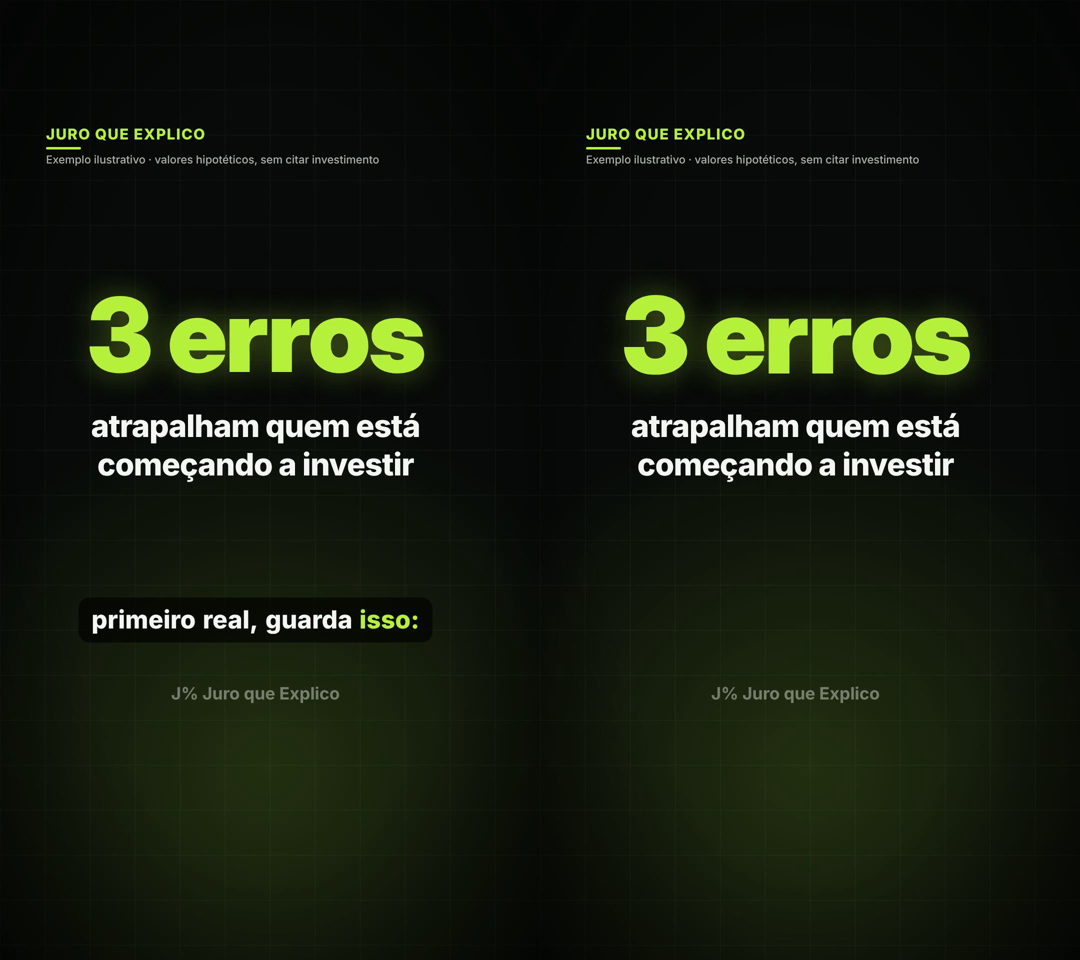 JURO QUE EXPLICO
Exemplo ilustrativo · valores hipotéticos, sem citar investimento
3 erros
atrapalham quem está
começando a investir
primeiro real, guarda isso:
J% Juro que Explico
JURO QUE EXPLICO
Exemplo ilustrativo · valores hipotéticos, sem citar investimento
3 erros
atrapalham quem está
começando a investir
J% Juro que Explico